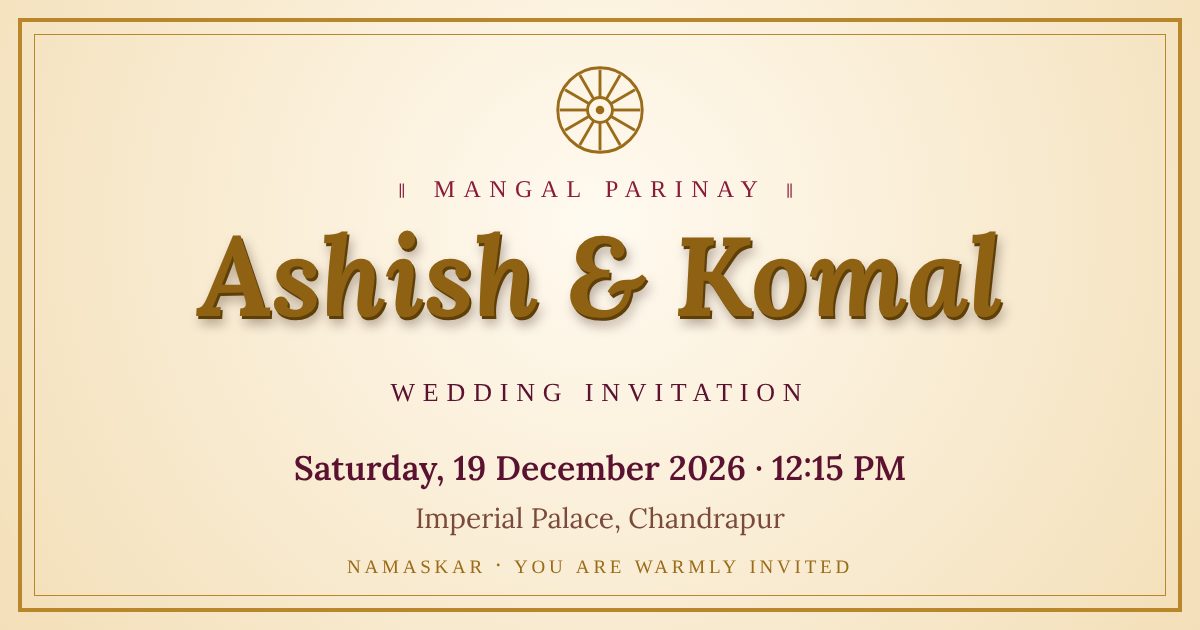 ॥ MANGAL PARINAY ॥
Ashish & Komal
WEDDING INVITATION
Saturday, 19 December 2026 · 12:15 PM
Imperial Palace, Chandrapur
NAMASKAR · YOU ARE WARMLY INVITED